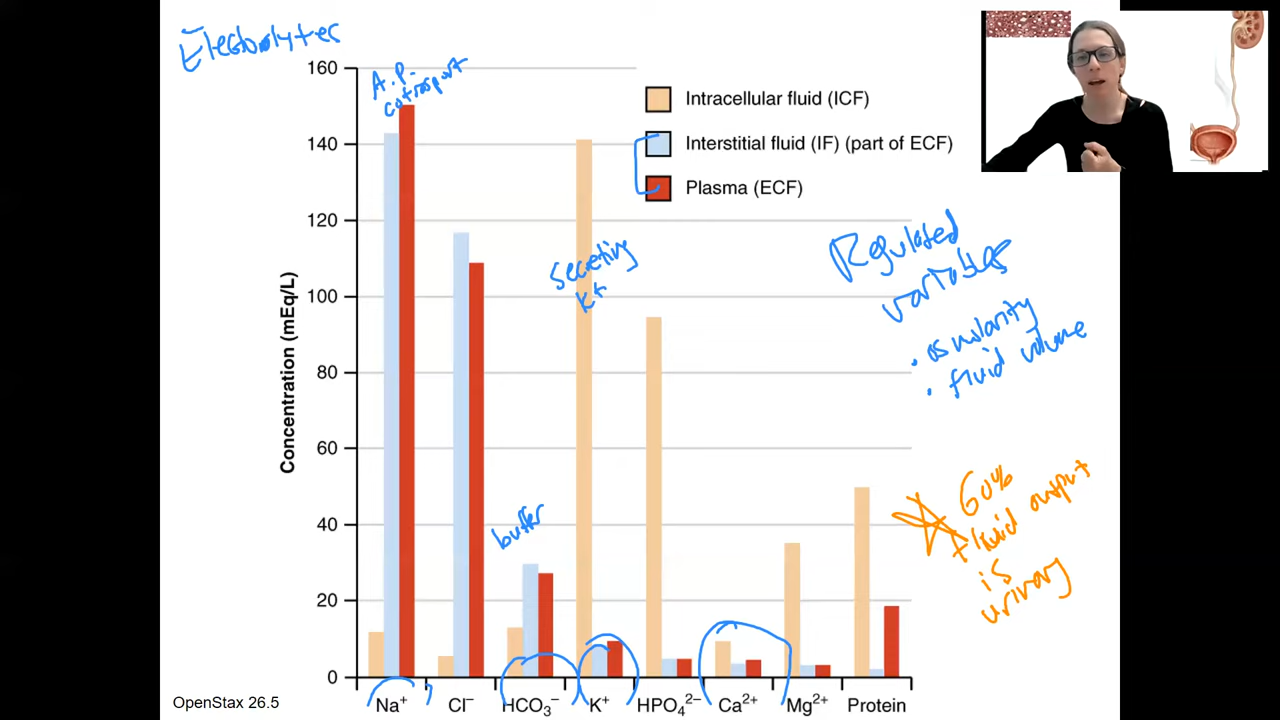 Electrolytes
160
A.P.
cotransport
Intracellular fluid (ICF)
140
Interstitial fluid (IF) (part of ECF)
Plasma (ECF)
120
Regulated
variables
secreting
K+
100
• osmolarity
• fluid volume
80
Concentration (mEq/L)
60
60%
fluid output
is
urinary
40
buffer
20
0
Na⁺
Cl⁻
HCO₃⁻
K⁺
HPO₄²⁻
Ca²⁺
Mg²⁺
Protein
OpenStax 26.5